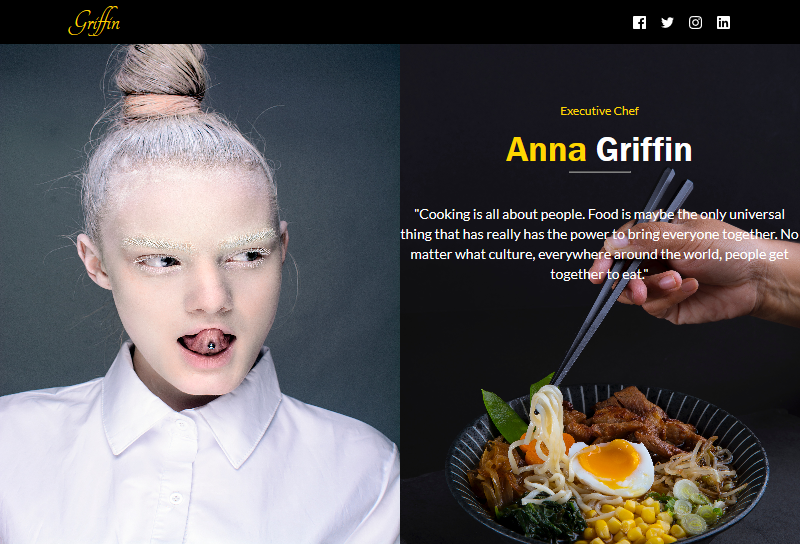 Griffin
Executive Chef
Anna Griffin
"Cooking is all about people. Food is maybe the only universal
thing that has really has the power to bring everyone together. No
matter what culture, everywhere around the world, people get
together to eat."